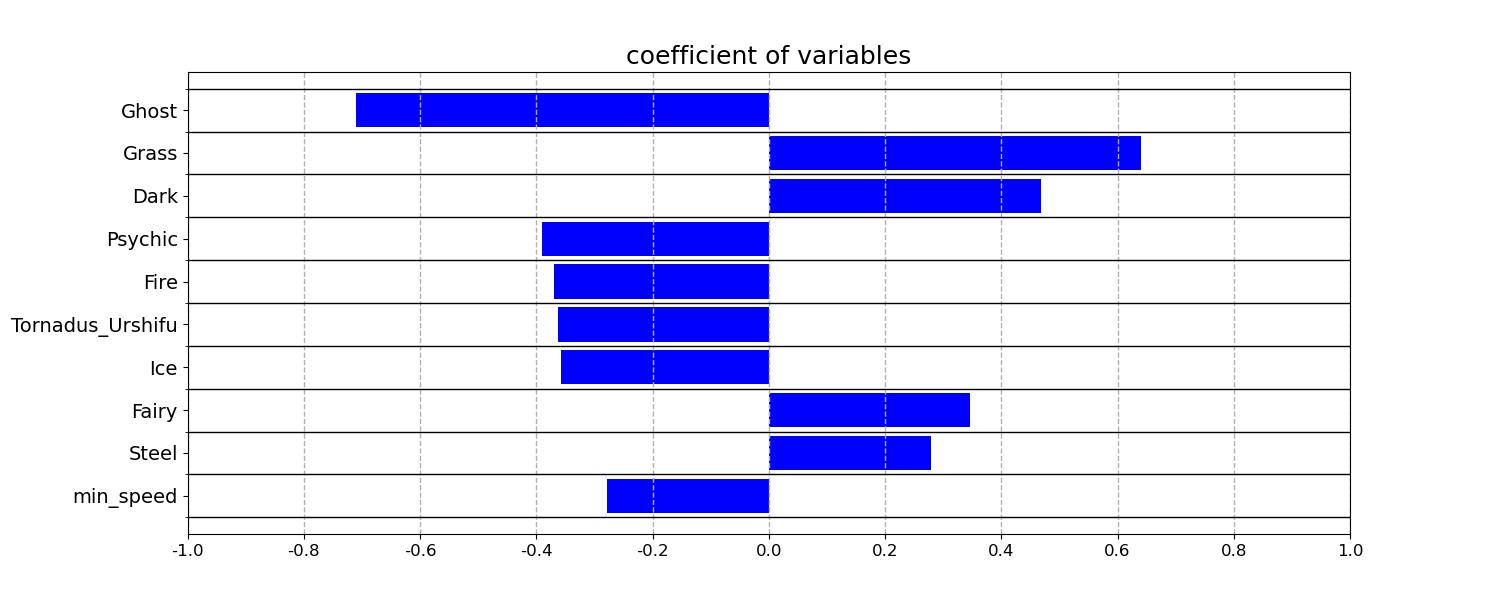 coefficient of variables
Ghost
Grass
Dark
Psychic
Fire
Tornadus_Urshifu
Ice
Fairy
Steel
min_speed
-1.0 -0.8 -0.6 -0.4 -0.2 0.0 0.2 0.4 0.6 0.8 1.0